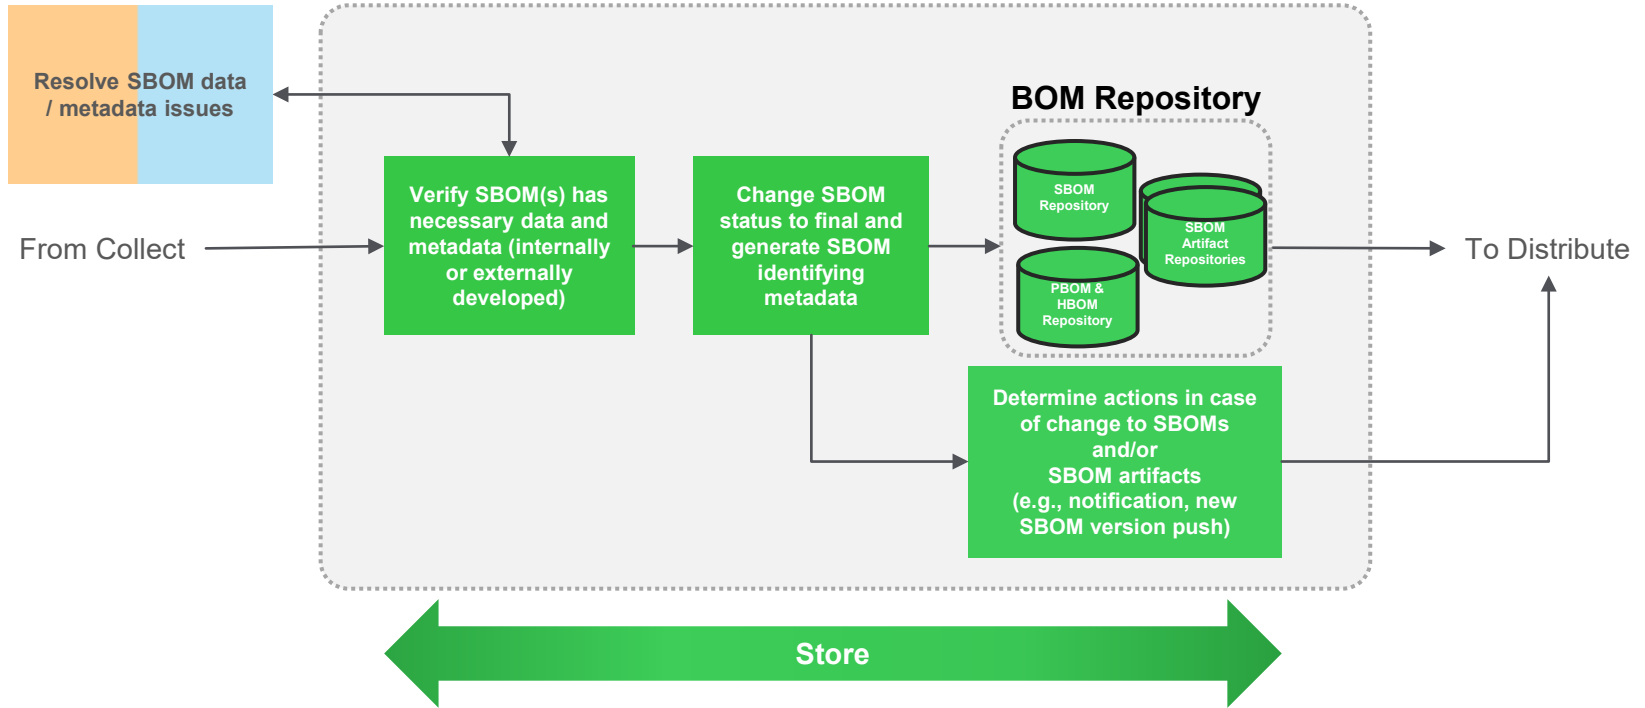 Resolve SBOM data
/ metadata issues
BOM Repository
From Collect
Verify SBOM(s) has
necessary data and
metadata (internally
or externally
developed)
Change SBOM
status to final and
generate SBOM
identifying
metadata
SBOM
Repository
SBOM
Artifact
Repositories
PBOM &
HBOM
Repository
To Distribute
Determine actions in case
of change to SBOMs
and/or
SBOM artifacts
(e.g., notification, new
SBOM version push)
Store